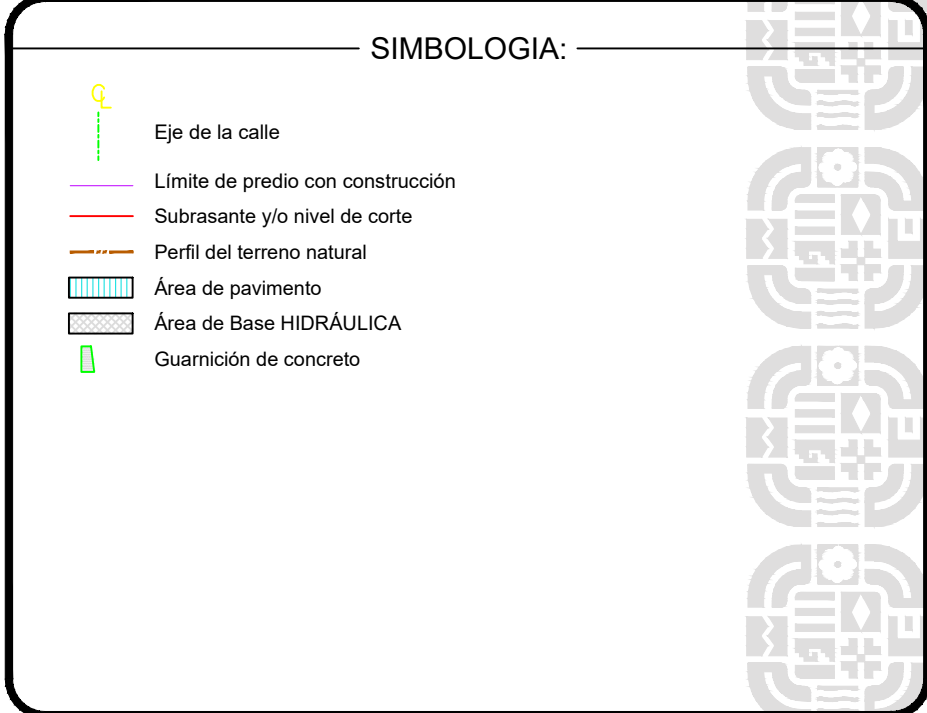 SIMBOLOGIA:
Eje de la calle
Límite de predio con construcción
Subrasante y/o nivel de corte
Perfil del terreno natural
Área de pavimento
Área de Base HIDRÁULICA
Guarnición de concreto